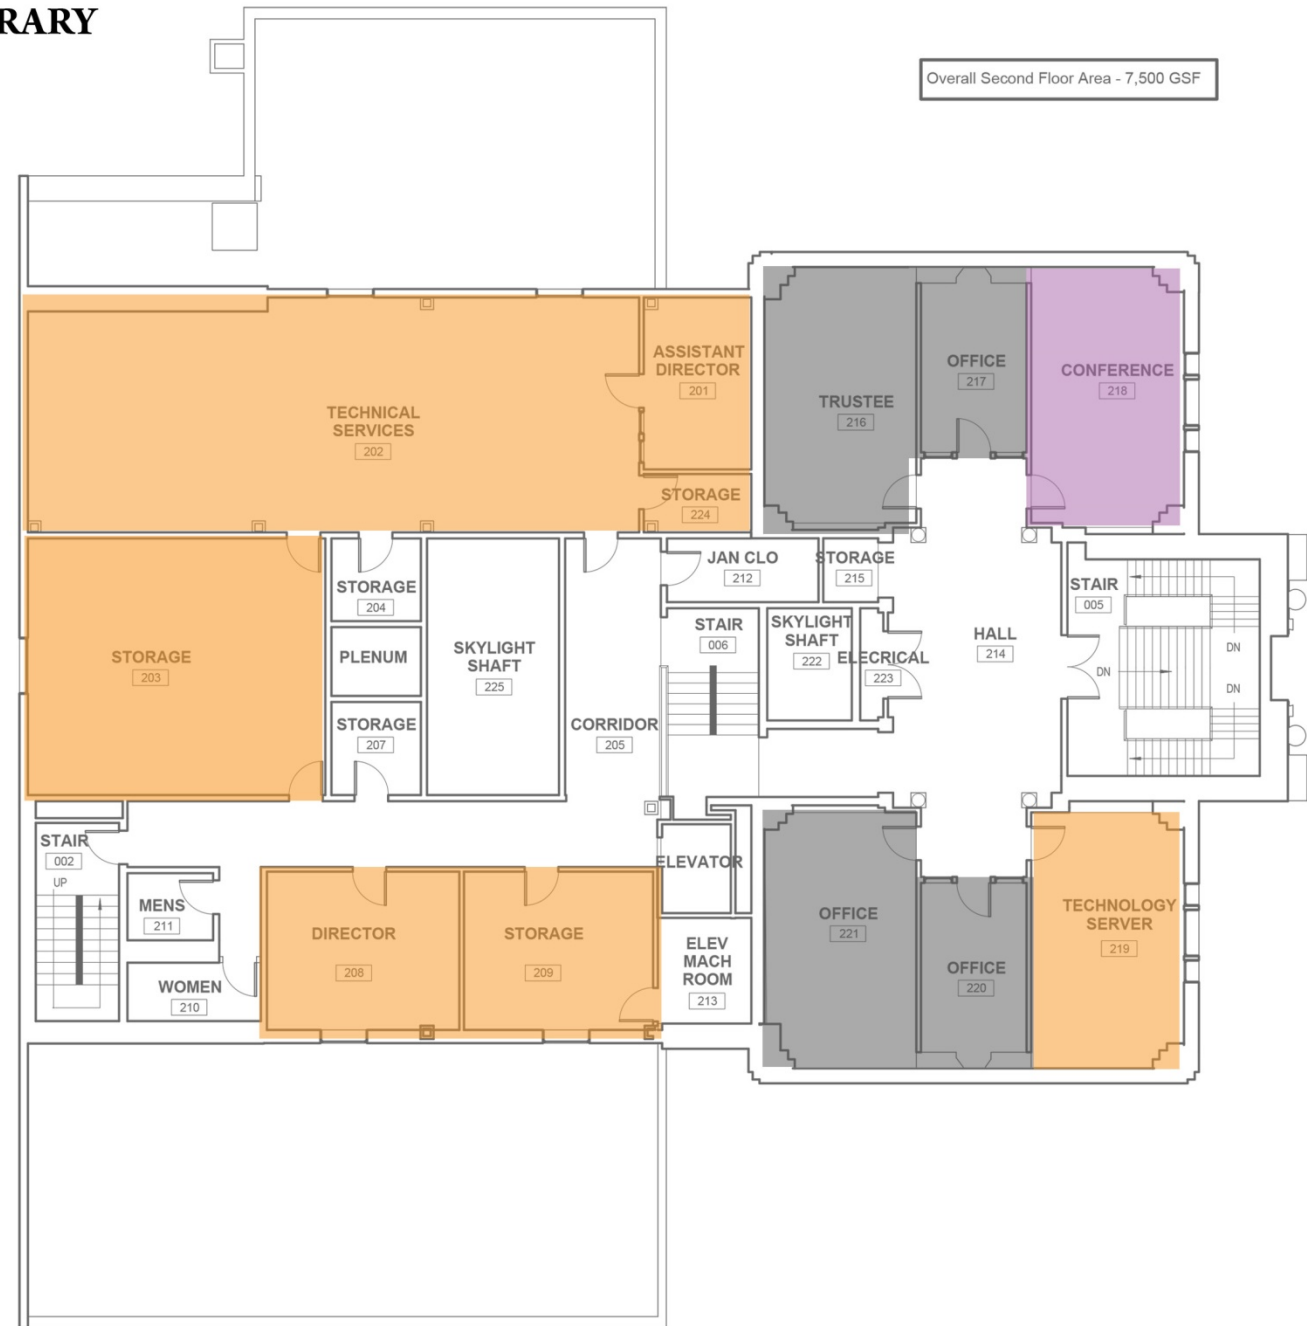 RARY
Overall Second Floor Area - 7,500 GSF
ASSISTANT
DIRECTOR
201
TECHNICAL
SERVICES
202
STORAGE
224
TRUSTEE
216
OFFICE
217
CONFERENCE
218
STORAGE
203
STORAGE
204
PLENUM
STORAGE
207
SKYLIGHT
SHAFT
225
CORRIDOR
205
JAN CLO
212
STORAGE
215
STAIR
006
SKYLIGHT
SHAFT
222
ELECRICAL
223
HALL
214
STAIR
005
DN
DN
DN
STAIR
002
UP
MENS
211
WOMEN
210
DIRECTOR
208
STORAGE
209
ELEVATOR
ELEV
MACH
ROOM
213
OFFICE
221
OFFICE
220
TECHNOLOGY
SERVER
219